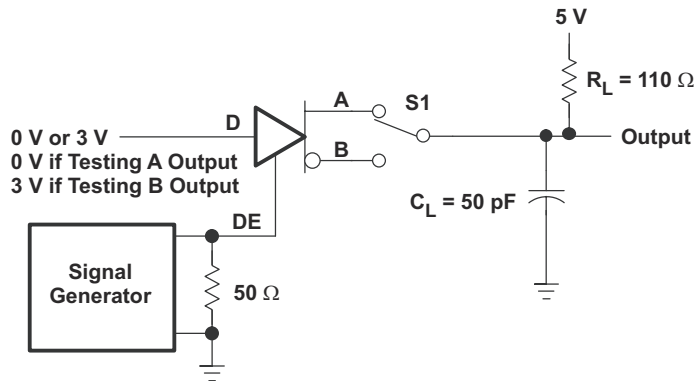 5 V
R_L = 110 Ω
A
S1
D
B
Output
0 V or 3 V
0 V if Testing A Output
3 V if Testing B Output
C_L = 50 pF
DE
Signal
Generator
50 Ω